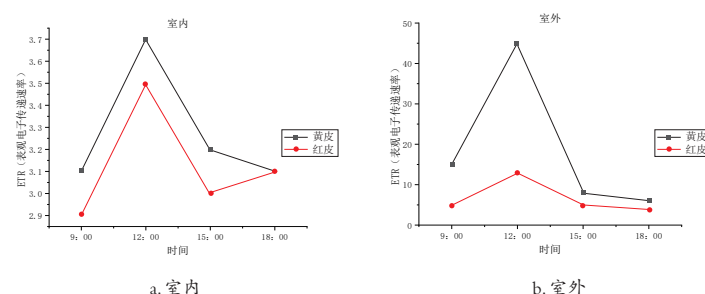 室内
ETR（表观电子传递速率）
3.7
3.6
3.5
3.4
3.3
3.2
3.1
3.0
2.9
9：00
12：00
15：00
18：00
时间
黄皮
红皮
a.室内
室外
ETR（表观电子传递速率）
50
40
30
20
10
0
9：00
12：00
15：00
18：00
时间
黄皮
红皮
b.室外